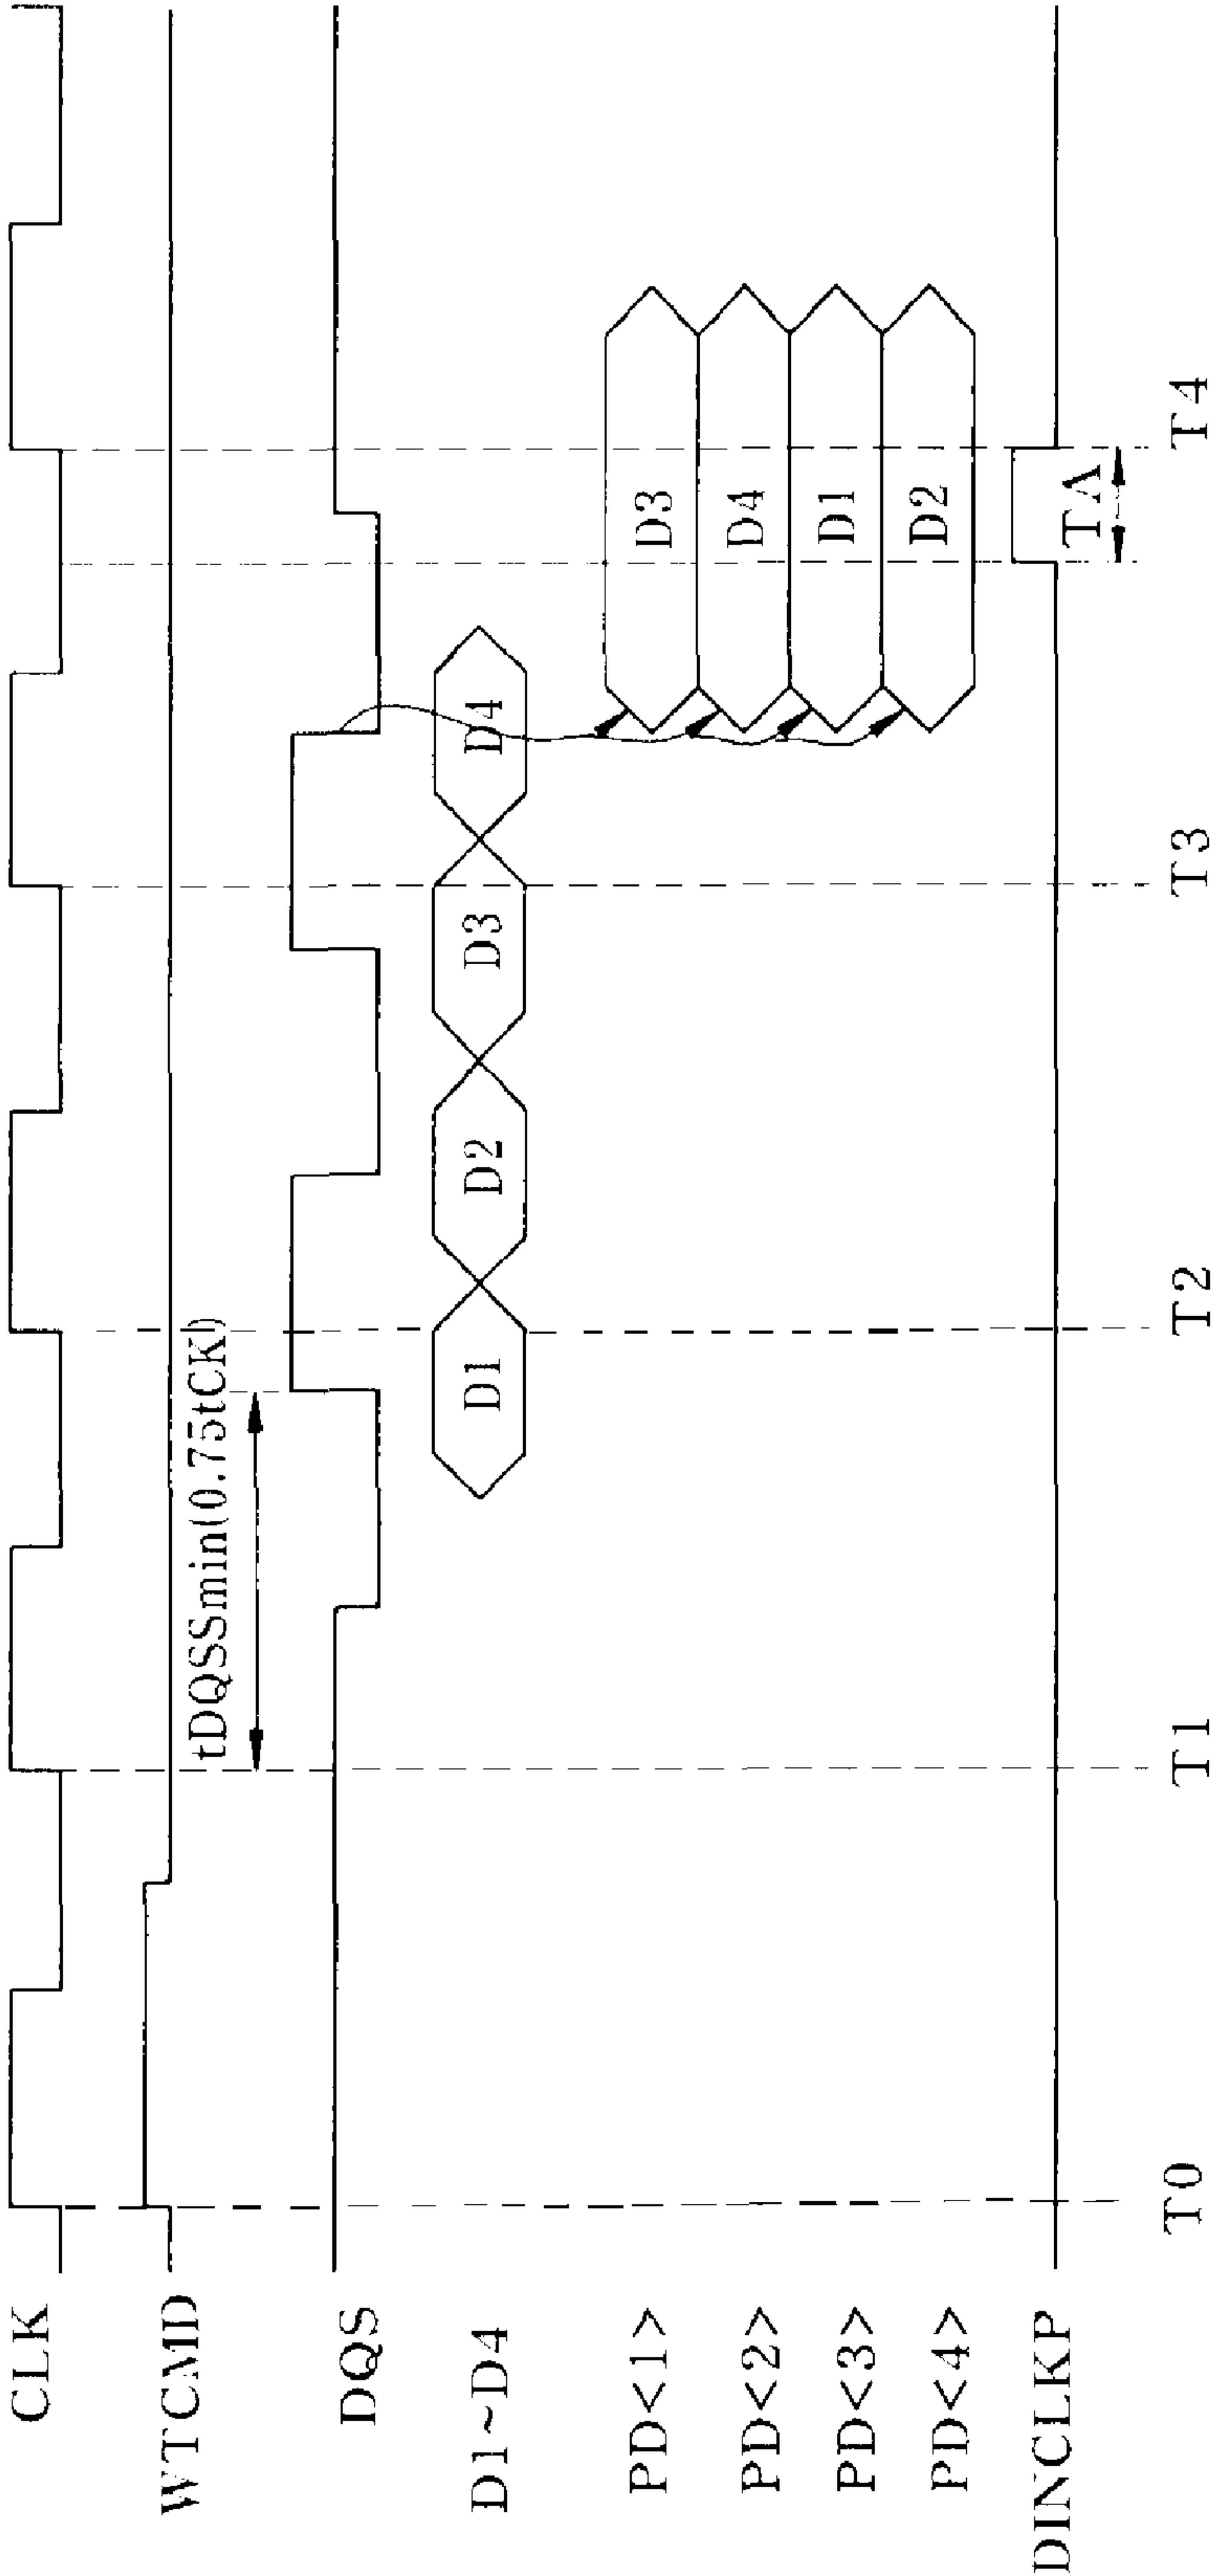 CLK
WTCMD
tDQSSmin(0.75tCK)
DQS
D1~D4
D1
D2
D3
D4
PD<1>
D3
PD<2>
D4
PD<3>
D1
PD<4>
D2
DINCLKP
TA
T0
T1
T2
T3
T4